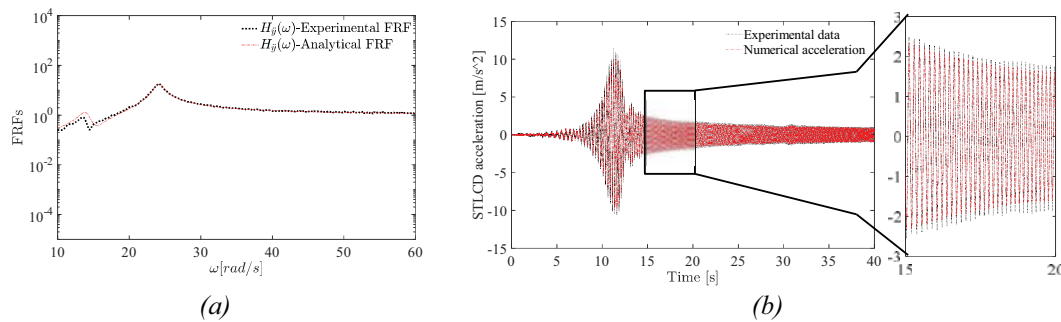 10^4
10^2
10^0
10^-2
10^-4
FRFs
H_ÿ(ω)-Experimental FRF
H_ÿ(ω)-Analytical FRF
10 20 30 40 50 60
ω[rad/s]
(a)
15
10
5
0
-5
-10
-15
STLCD acceleration [m/s^2]
Experimental data
Numerical acceleration
0 5 10 15 20 25 30 35 40
Time [s]
3
2
1
0
-1
-2
-3
15 20
(b)